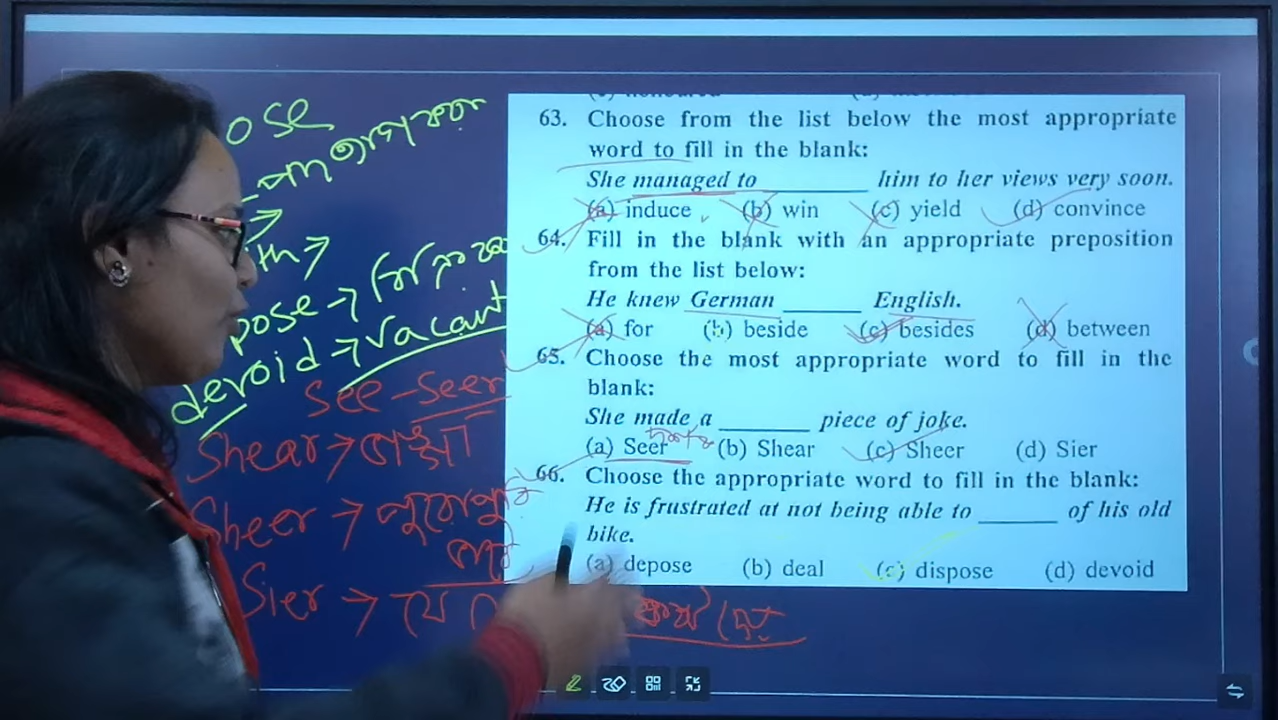 63. Choose from the list below the most appropriate
word to fill in the blank:
She managed to ________ him to her views very soon.
(a) induce (b) win (c) yield (d) convince
64. Fill in the blank with an appropriate preposition
from the list below:
He knew German ______ English.
(a) for (b) beside (c) besides (d) between
65. Choose the most appropriate word to fill in the
blank:
She made a _______ piece of joke.
(a) Seer (b) Shear (c) Sheer (d) Sier
66. Choose the appropriate word to fill in the blank:
He is frustrated at not being able to ______ of his old
bike.
(a) depose (b) deal (c) dispose (d) devoid
ose
th →
pose →
devoid → vacant
See - Seer
Shear →
Sheer →
Sier → যে